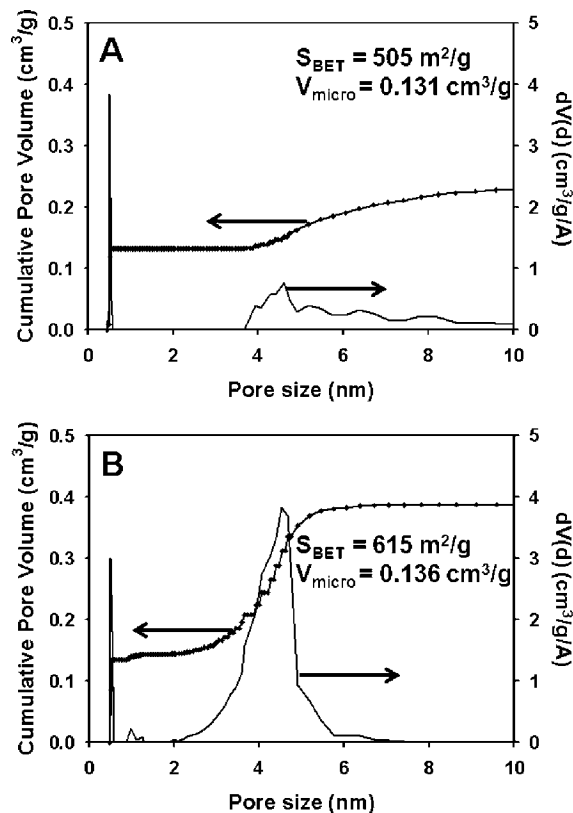 A
S_BET = 505 m²/g
V_micro = 0.131 cm³/g
Cumulative Pore Volume (cm³/g)
0.5
0.4
0.3
0.2
0.1
0.0
5
4
3
2
1
0
dV(d) (cm³/g/A)
0 2 4 6 8 10
Pore size (nm)
B
S_BET = 615 m²/g
V_micro = 0.136 cm³/g
Cumulative Pore Volume (cm³/g)
0.5
0.4
0.3
0.2
0.1
0.0
5
4
3
2
1
0
dV(d) (cm³/g/A)
0 2 4 6 8 10
Pore size (nm)